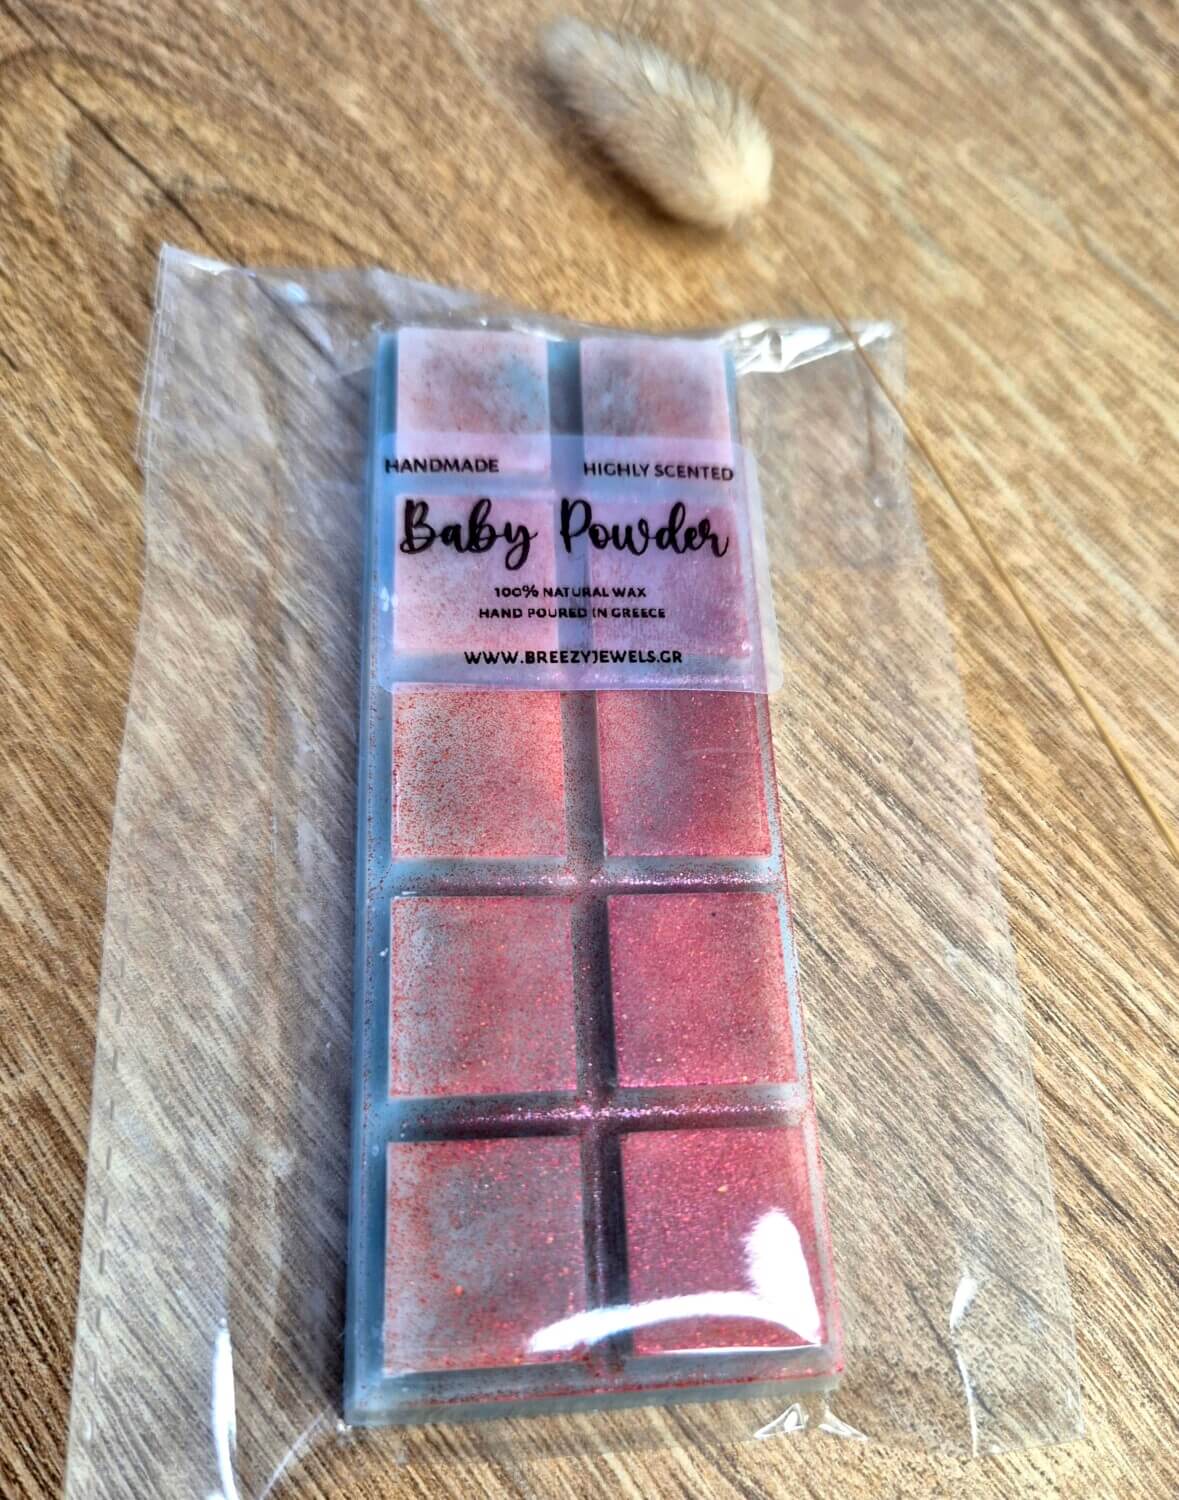 HANDMADE HIGHLY SCENTED
Baby Powder
100% NATURAL WAX
HAND POURED IN GREECE
WWW.BREEZYJEWELS.GR